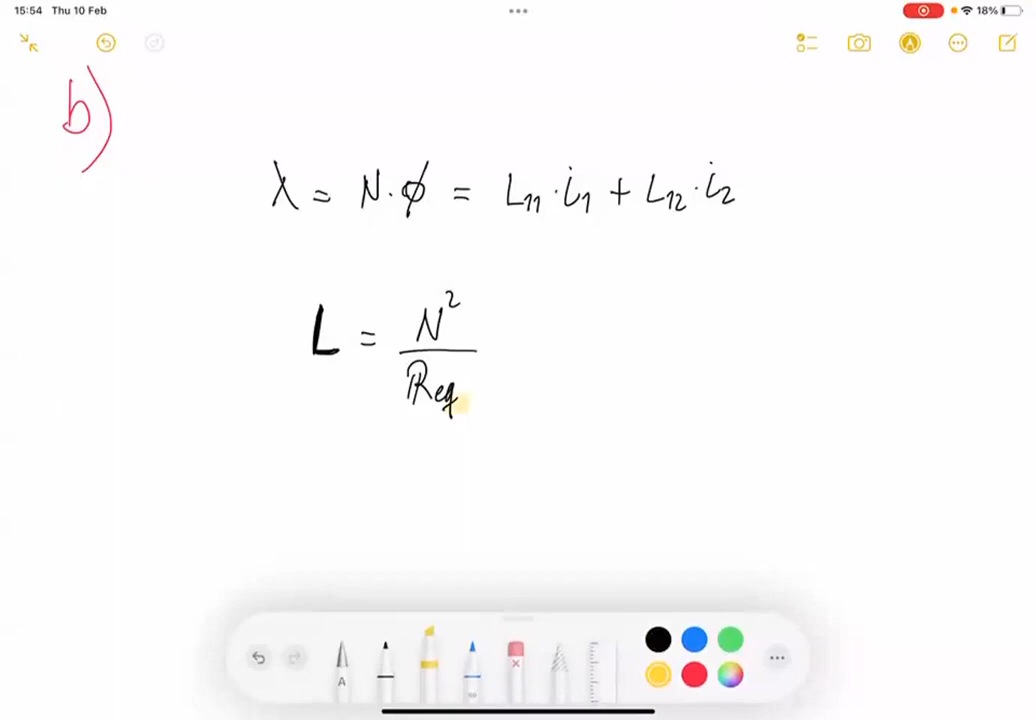 15:54 Thu 10 Feb
18%
b)
λ = N·ϕ = L₁₁·i₁ + L₁₂·i₂
L = N² / Req
A